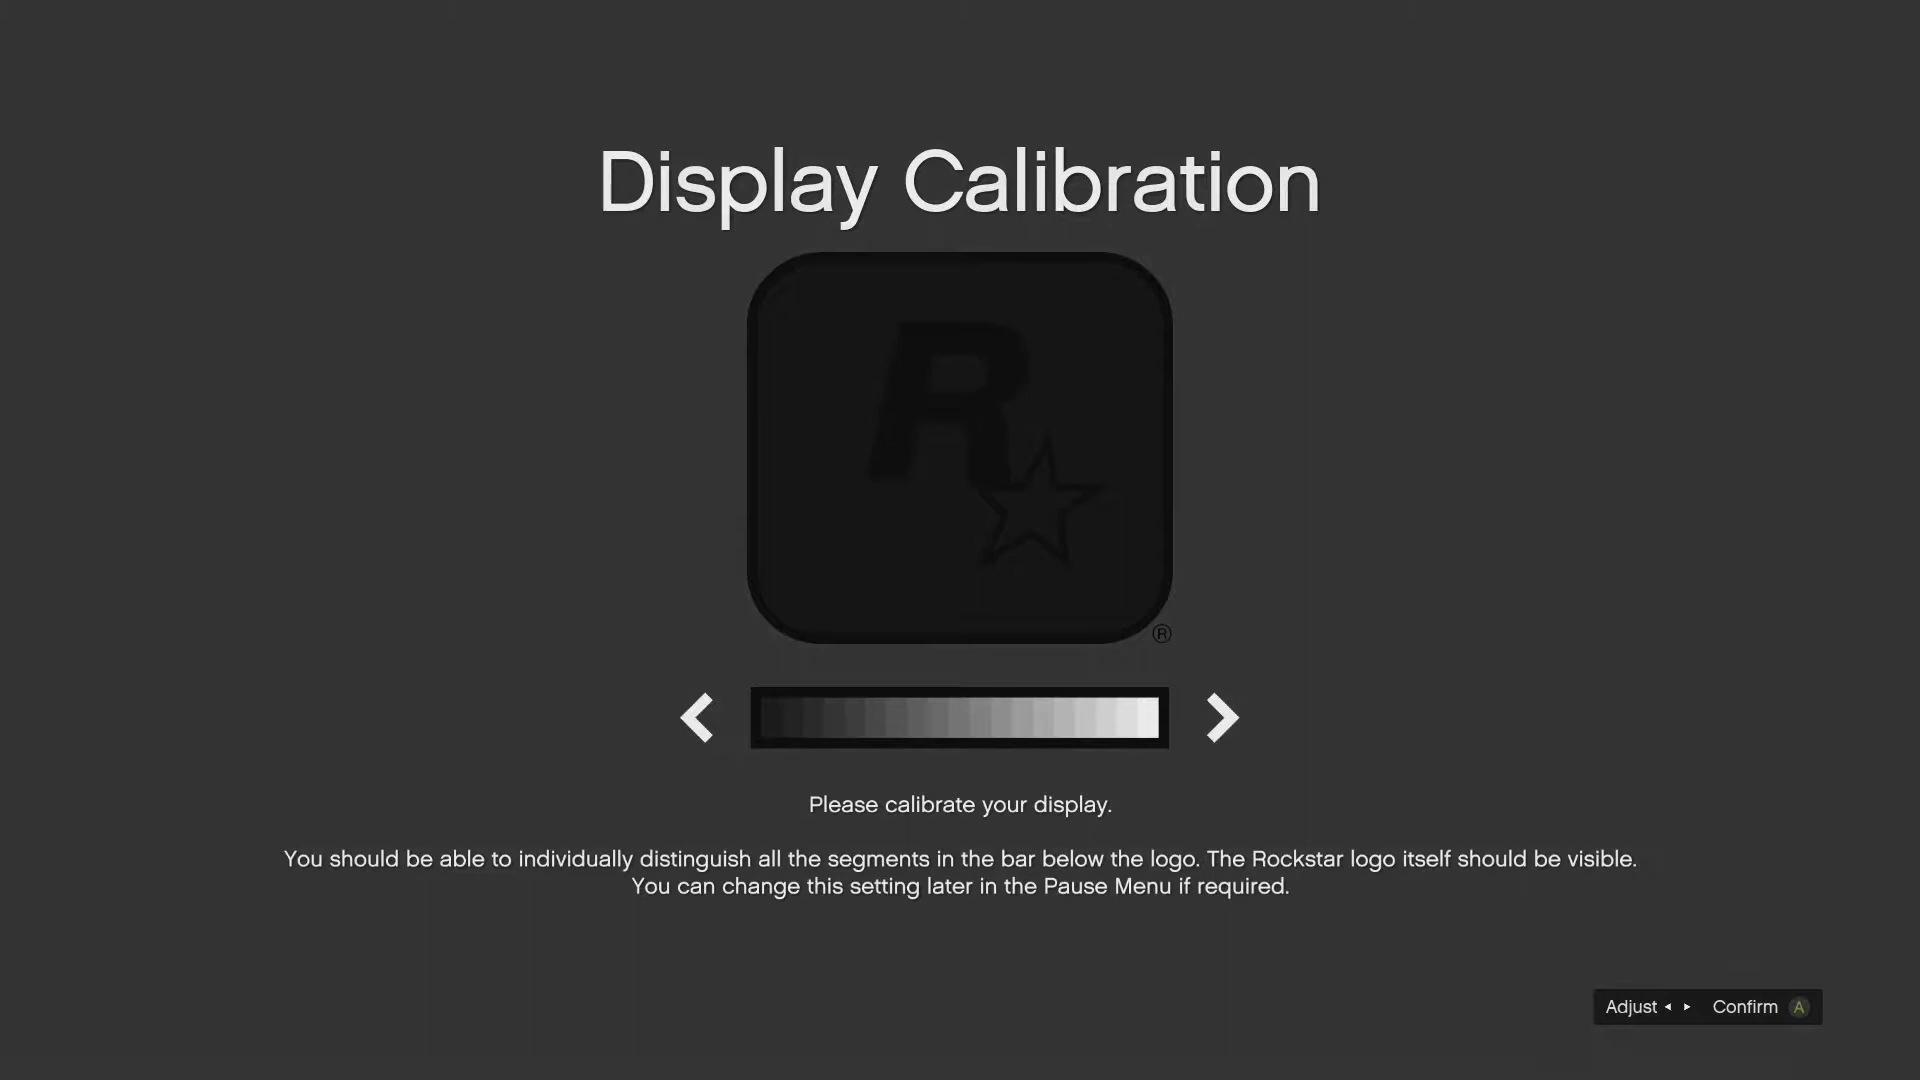 Display Calibration
R
®
Please calibrate your display.
You should be able to individually distinguish all the segments in the bar below the logo. The Rockstar logo itself should be visible.
You can change this setting later in the Pause Menu if required.
Adjust Confirm A